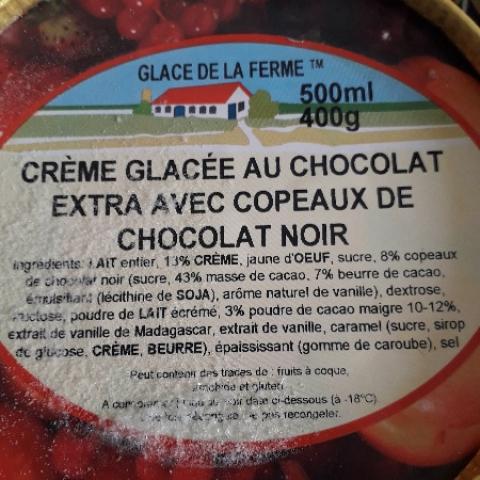 GLACE DE LA FERME ™
500ml
400g
CRÈME GLACÉE AU CHOCOLAT
EXTRA AVEC COPEAUX DE
CHOCOLAT NOIR
Ingrédients: LAIT entier, 13% CRÈME, jaune d'OEUF, sucre, 8% copeaux
de chocolat noir (sucre, 43% masse de cacao, 7% beurre de cacao,
émulsifiant (lécithine de SOJA), arôme naturel de vanille), dextrose,
poudre de LAIT écrémé, 3% poudre de cacao maigre 10-12%,
extrait de vanille de Madagascar, extrait de vanille, caramel (sucre, sirop
de glucose, CRÈME, BEURRE), épaississant (gomme de caroube), sel
Peut contenir des traces de : fruits à coque,
arachide et gluten
A date ci-dessous (à -18°C)
pas recongeler.